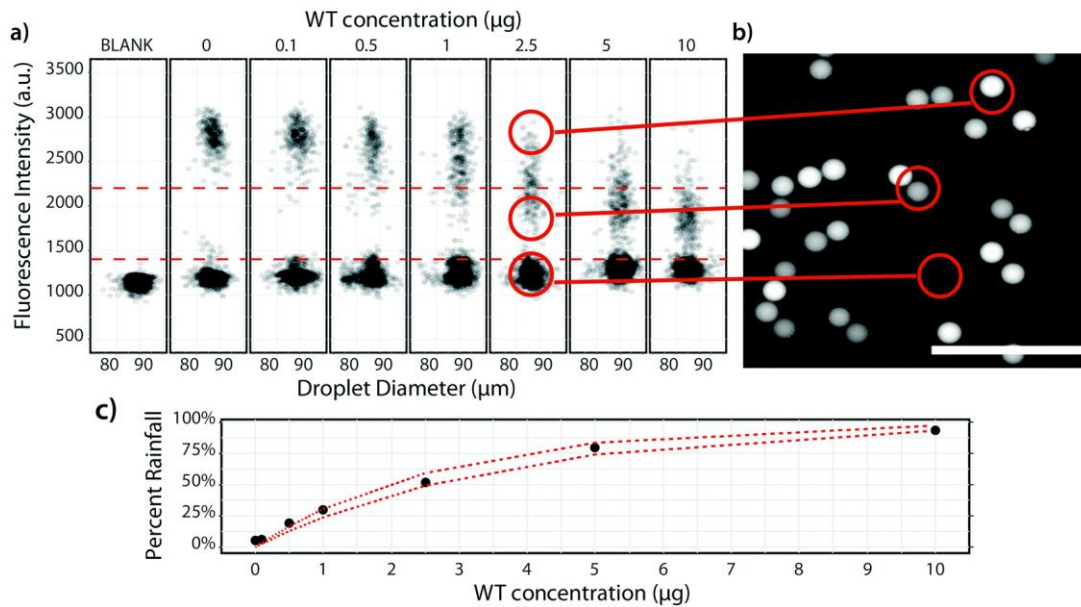 a)
WT concentration (µg)
b)
BLANK 0 0.1 0.5 1 2.5 5 10
Fluorescence Intensity (a.u.)
3500
3000
2500
2000
1500
1000
500
80 90 80 90 80 90 80 90 80 90 80 90 80 90 80 90
Droplet Diameter (µm)
c)
Percent Rainfall
100%
75%
50%
25%
0%
0 1 2 3 4 5 6 7 8 9 10
WT concentration (µg)